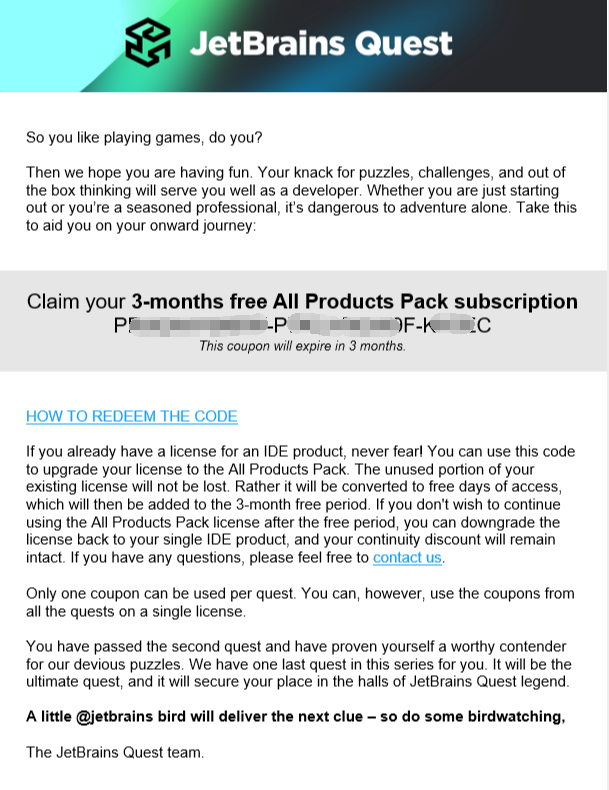 JetBrains Quest
So you like playing games, do you?
Then we hope you are having fun. Your knack for puzzles, challenges, and out of
the box thinking will serve you well as a developer. Whether you are just starting
out or you're a seasoned professional, it's dangerous to adventure alone. Take this
to aid you on your onward journey:
Claim your 3-months free All Products Pack subscription
This coupon will expire in 3 months.
HOW TO REDEEM THE CODE
If you already have a license for an IDE product, never fear! You can use this code
to upgrade your license to the All Products Pack. The unused portion of your
existing license will not be lost. Rather it will be converted to free days of access,
which will then be added to the 3-month free period. If you don't wish to continue
using the All Products Pack license after the free period, you can downgrade the
license back to your single IDE product, and your continuity discount will remain
intact. If you have any questions, please feel free to contact us.
Only one coupon can be used per quest. You can, however, use the coupons from
all the quests on a single license.
You have passed the second quest and have proven yourself a worthy contender
for our devious puzzles. We have one last quest in this series for you. It will be the
ultimate quest, and it will secure your place in the halls of JetBrains Quest legend.
A little @jetbrains bird will deliver the next clue – so do some birdwatching,
The JetBrains Quest team.